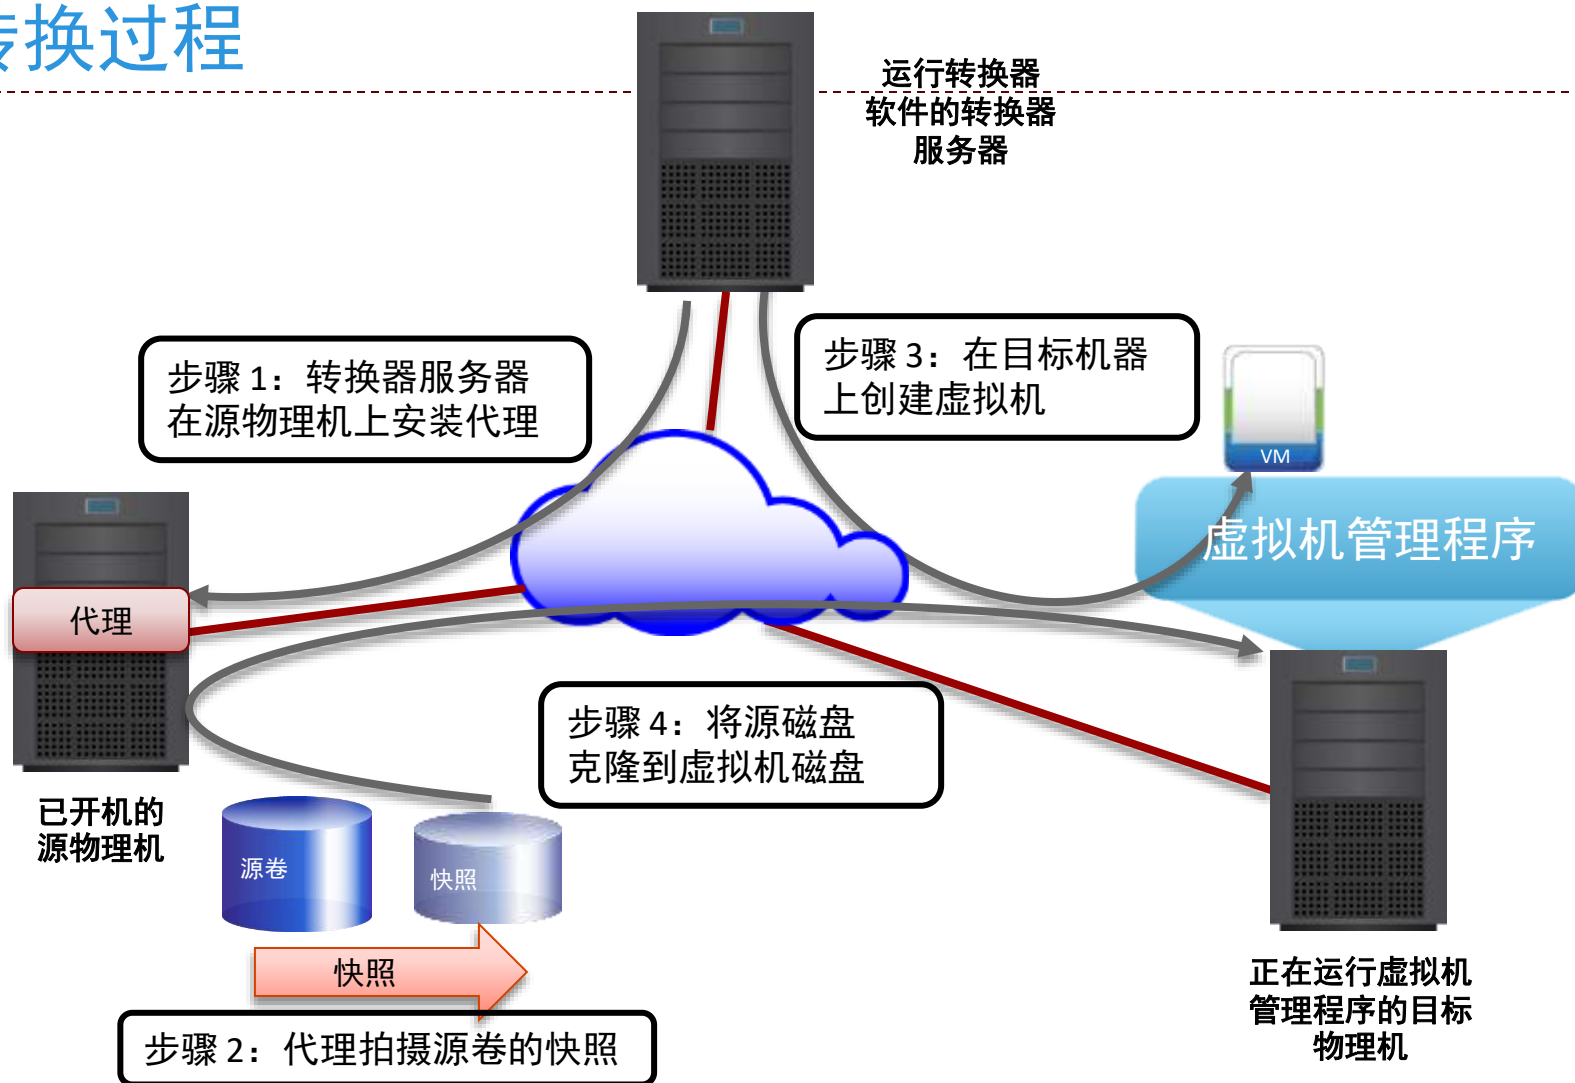 转换过程
运行转换器
软件的转换器
服务器
步骤 1：转换器服务器
在源物理机上安装代理
步骤 3：在目标机器
上创建虚拟机
VM
虚拟机管理程序
代理
步骤 4：将源磁盘
克隆到虚拟机磁盘
已开机的
源物理机
源卷
快照
快照
步骤 2：代理拍摄源卷的快照
正在运行虚拟机
管理程序的目标
物理机